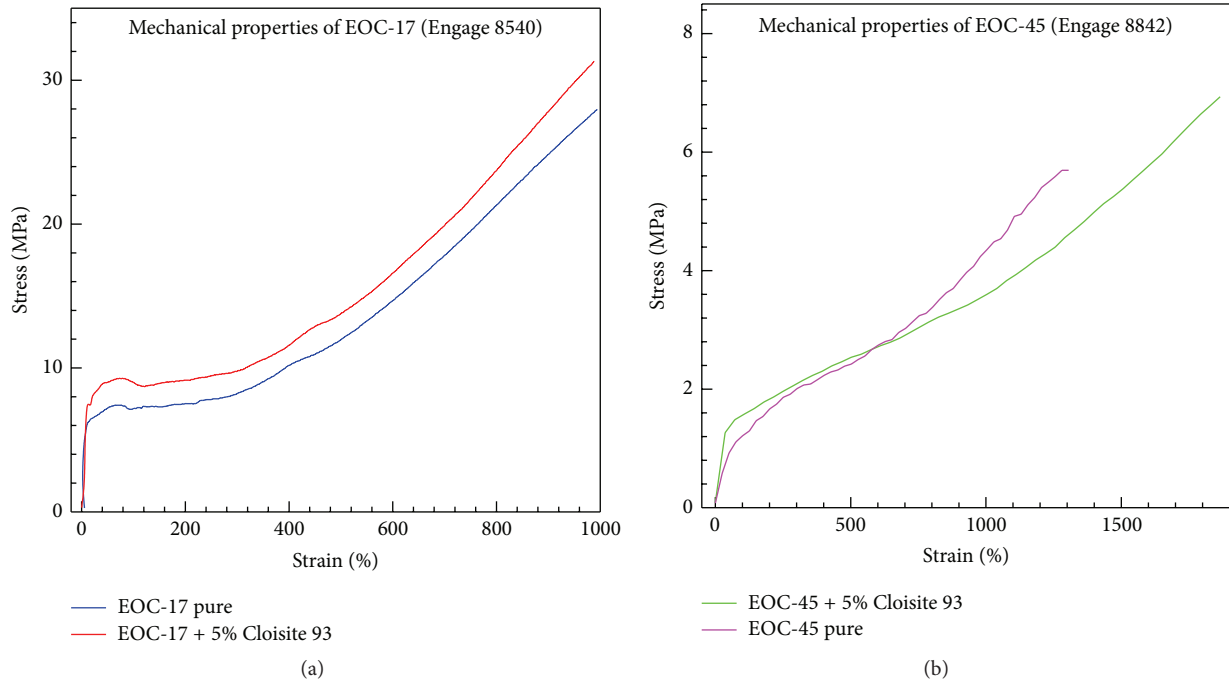 Mechanical properties of EOC-17 (Engage 8540)
30
20
10
0
Stress (MPa)
0 200 400 600 800 1000
Strain (%)
EOC-17 pure
EOC-17 + 5% Cloisite 93
(a)
Mechanical properties of EOC-45 (Engage 8842)
8
6
4
2
0
Stress (MPa)
0 500 1000 1500
Strain (%)
EOC-45 + 5% Cloisite 93
EOC-45 pure
(b)